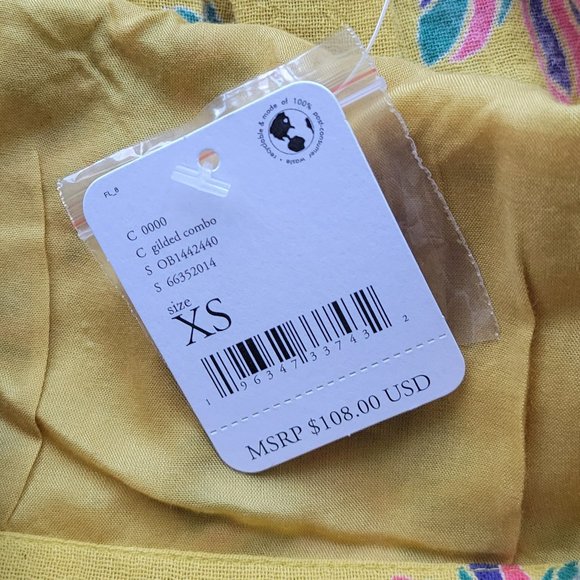 recyclable & made of 100% post-consumer waste •
FL_B
C 0000
C gilded combo
S OB1442440
S 66352014
size
XS
1 96347 33743 2
MSRP $108.00 USD